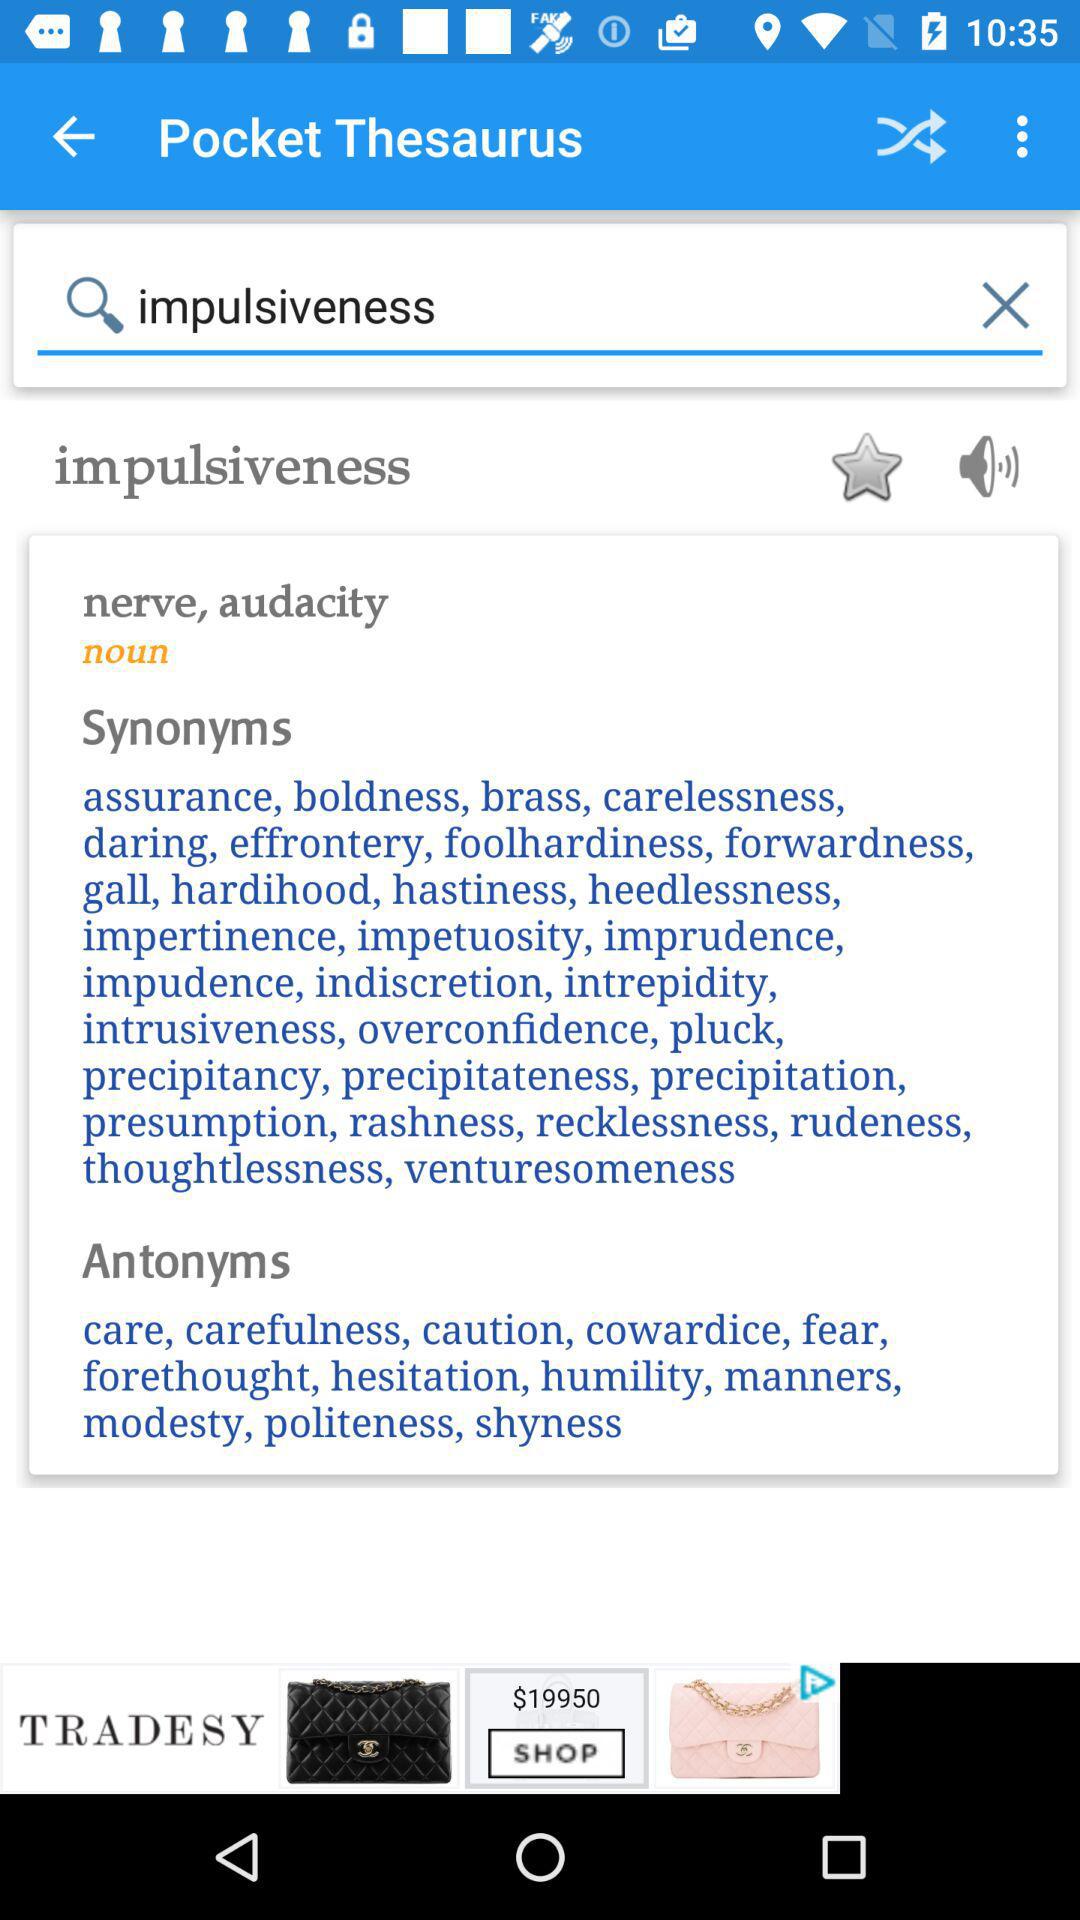 FAKE
10:35
Pocket Thesaurus
impulsiveness
impulsiveness
nerve, audacity
noun
Synonyms
assurance, boldness, brass, carelessness,
daring, effrontery, foolhardiness, forwardness,
gall, hardihood, hastiness, heedlessness,
impertinence, impetuosity, imprudence,
impudence, indiscretion, intrepidity,
intrusiveness, overconfidence, pluck,
precipitancy, precipitateness, precipitation,
presumption, rashness, recklessness, rudeness,
thoughtlessness, venturesomeness
Antonyms
care, carefulness, caution, cowardice, fear,
forethought, hesitation, humility, manners,
modesty, politeness, shyness
TRADESY
$19950
SHOP